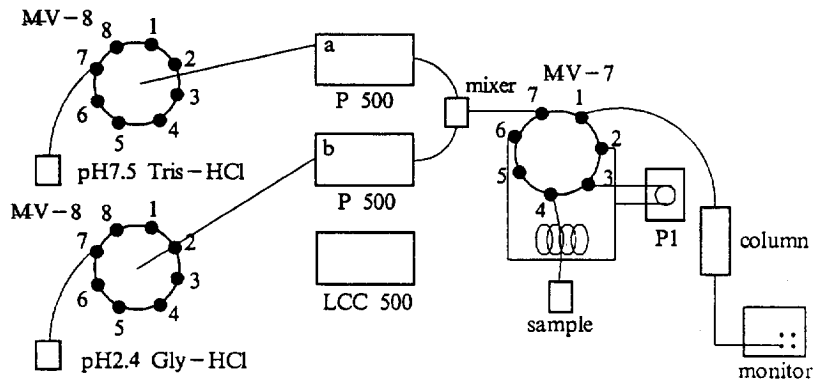 MV-8
8
1
7
2
6
3
5
4
pH7.5 Tris-HCl
MV-8
8
1
7
2
6
3
5
4
pH2.4 Gly-HCl
a
P 500
b
P 500
LCC 500
mixer
MV-7
7
1
6
2
5
3
4
P1
sample
column
monitor